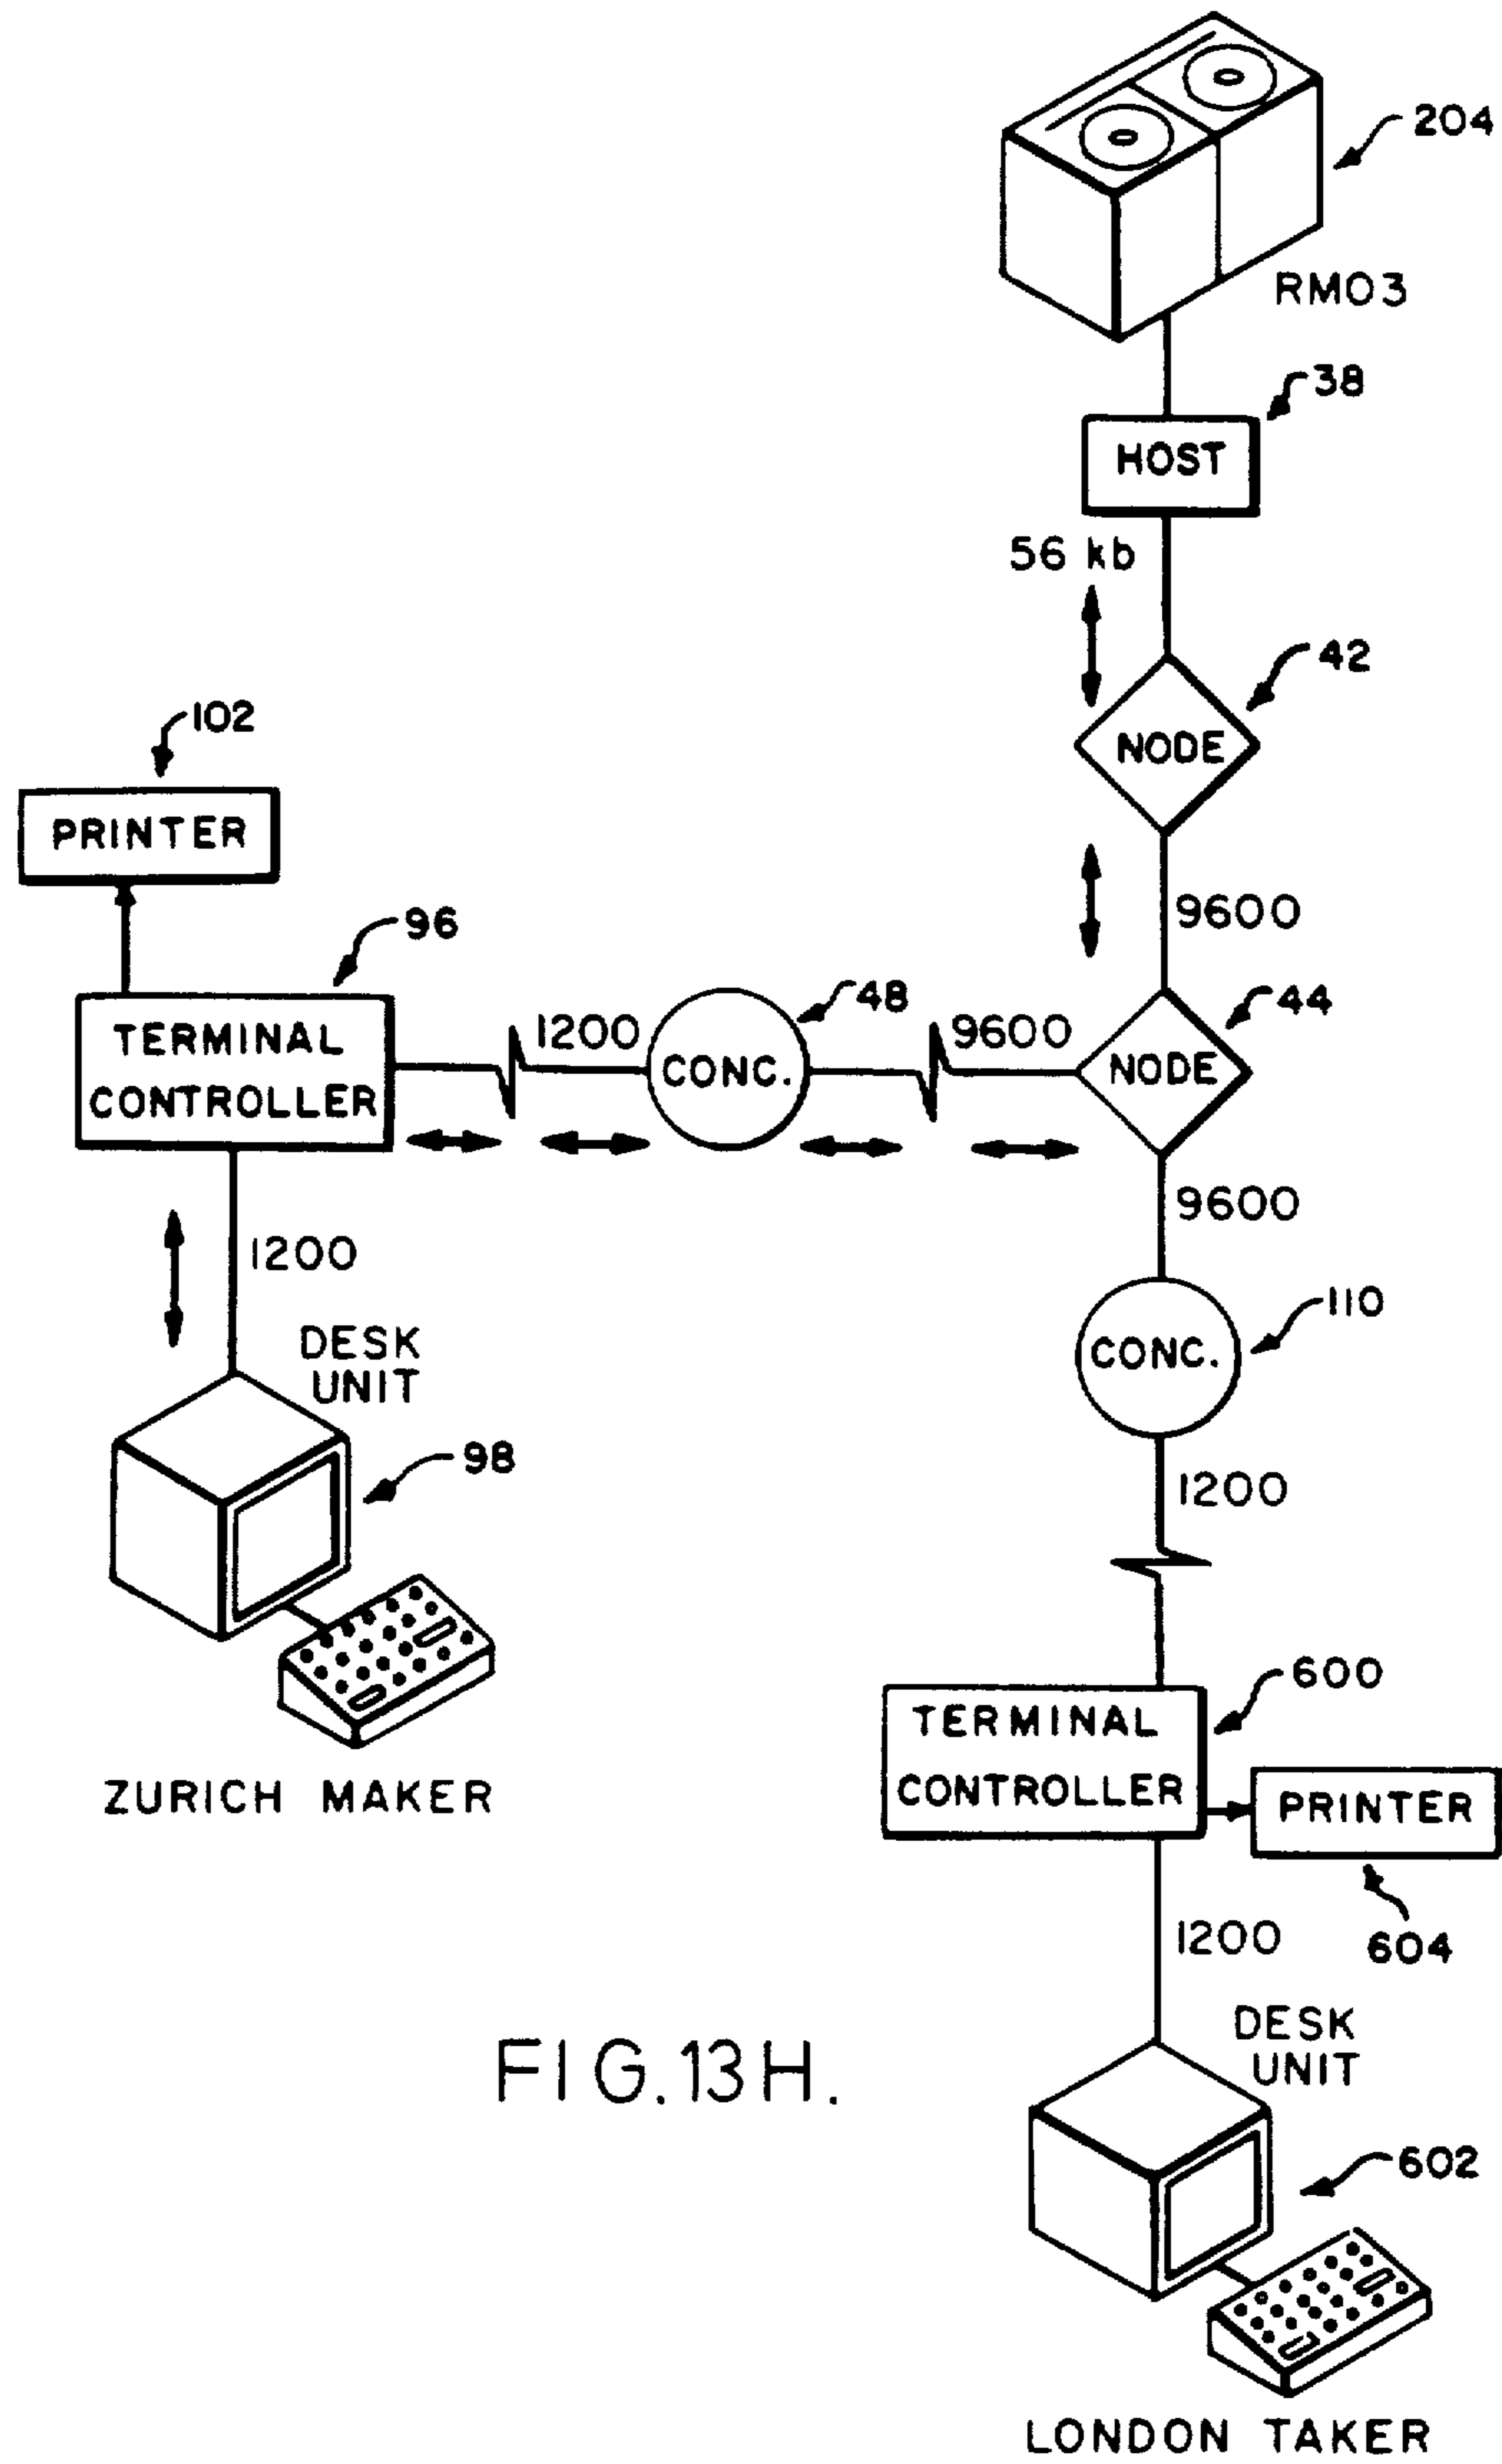 204
RM03
38
HOST
56 kb
42
NODE
102
PRINTER
9600
96
48
44
TERMINAL
CONTROLLER
1200
CONC.
9600
NODE
9600
1200
110
CONC.
DESK
UNIT
98
1200
ZURICH MAKER
600
TERMINAL
CONTROLLER
PRINTER
604
1200
DESK
UNIT
FIG.13H.
602
LONDON TAKER